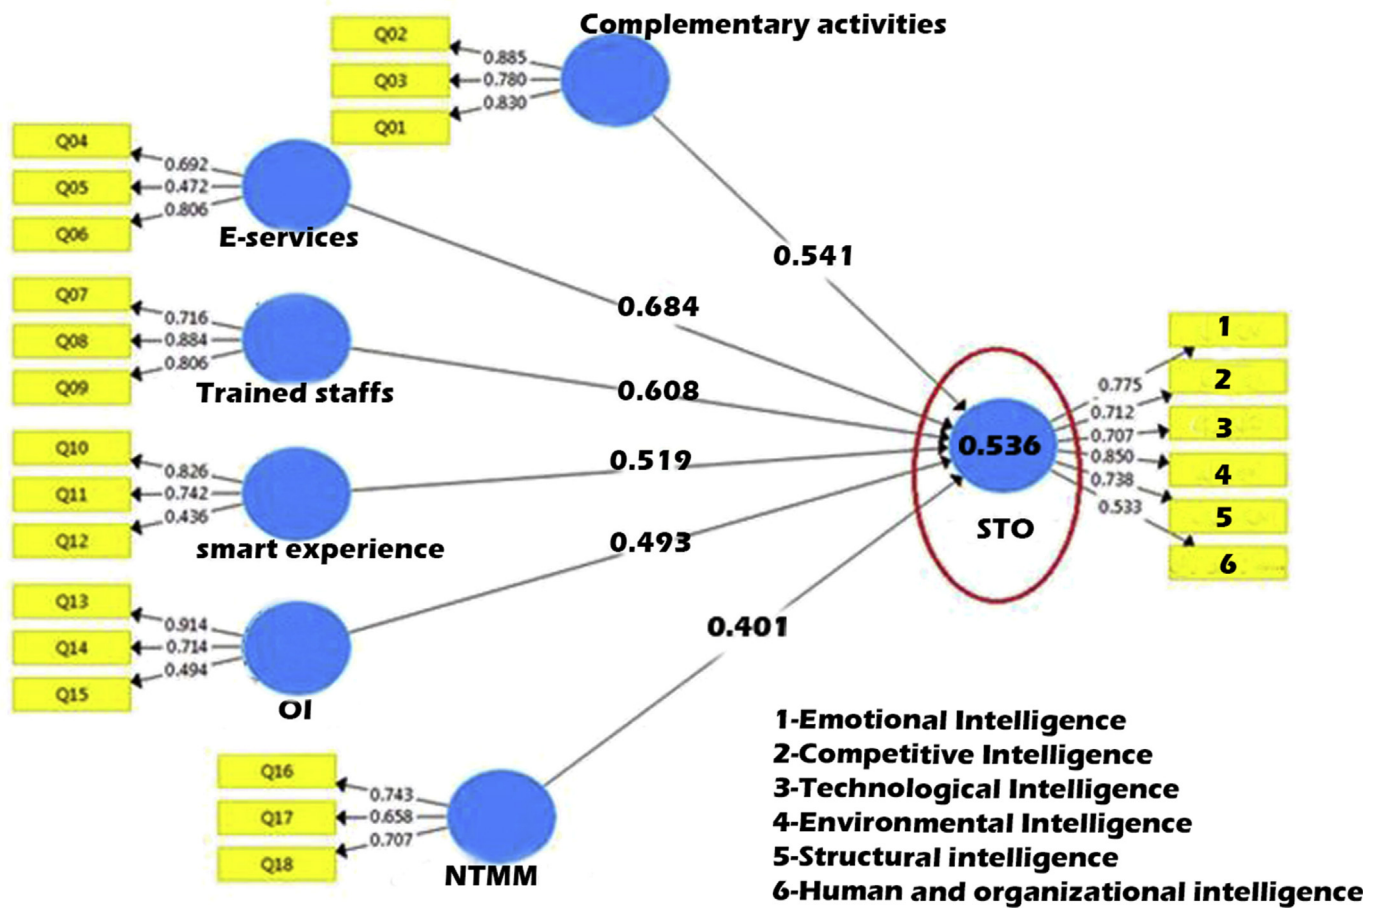 Complementary activities
Q02
0.885
Q03
0.780
0.830
Q01
Q04
0.692
Q05
0.472
0.806
Q06
E-services
0.541
0.684
Q07
0.716
Q08
0.884
0.806
Q09
Trained staffs
0.608
Q10
0.826
Q11
0.742
0.436
Q12
smart experience
0.519
Q13
0.914
Q14
0.714
0.494
Q15
OI
0.493
Q16
0.743
Q17
0.658
0.707
Q18
NTMM
0.401
0.536
STO
0.775
0.712
0.707
0.850
0.738
0.533
1
2
3
4
5
6
1-Emotional Intelligence
2-Competitive Intelligence
3-Technological Intelligence
4-Environmental Intelligence
5-Structural intelligence
6-Human and organizational intelligence